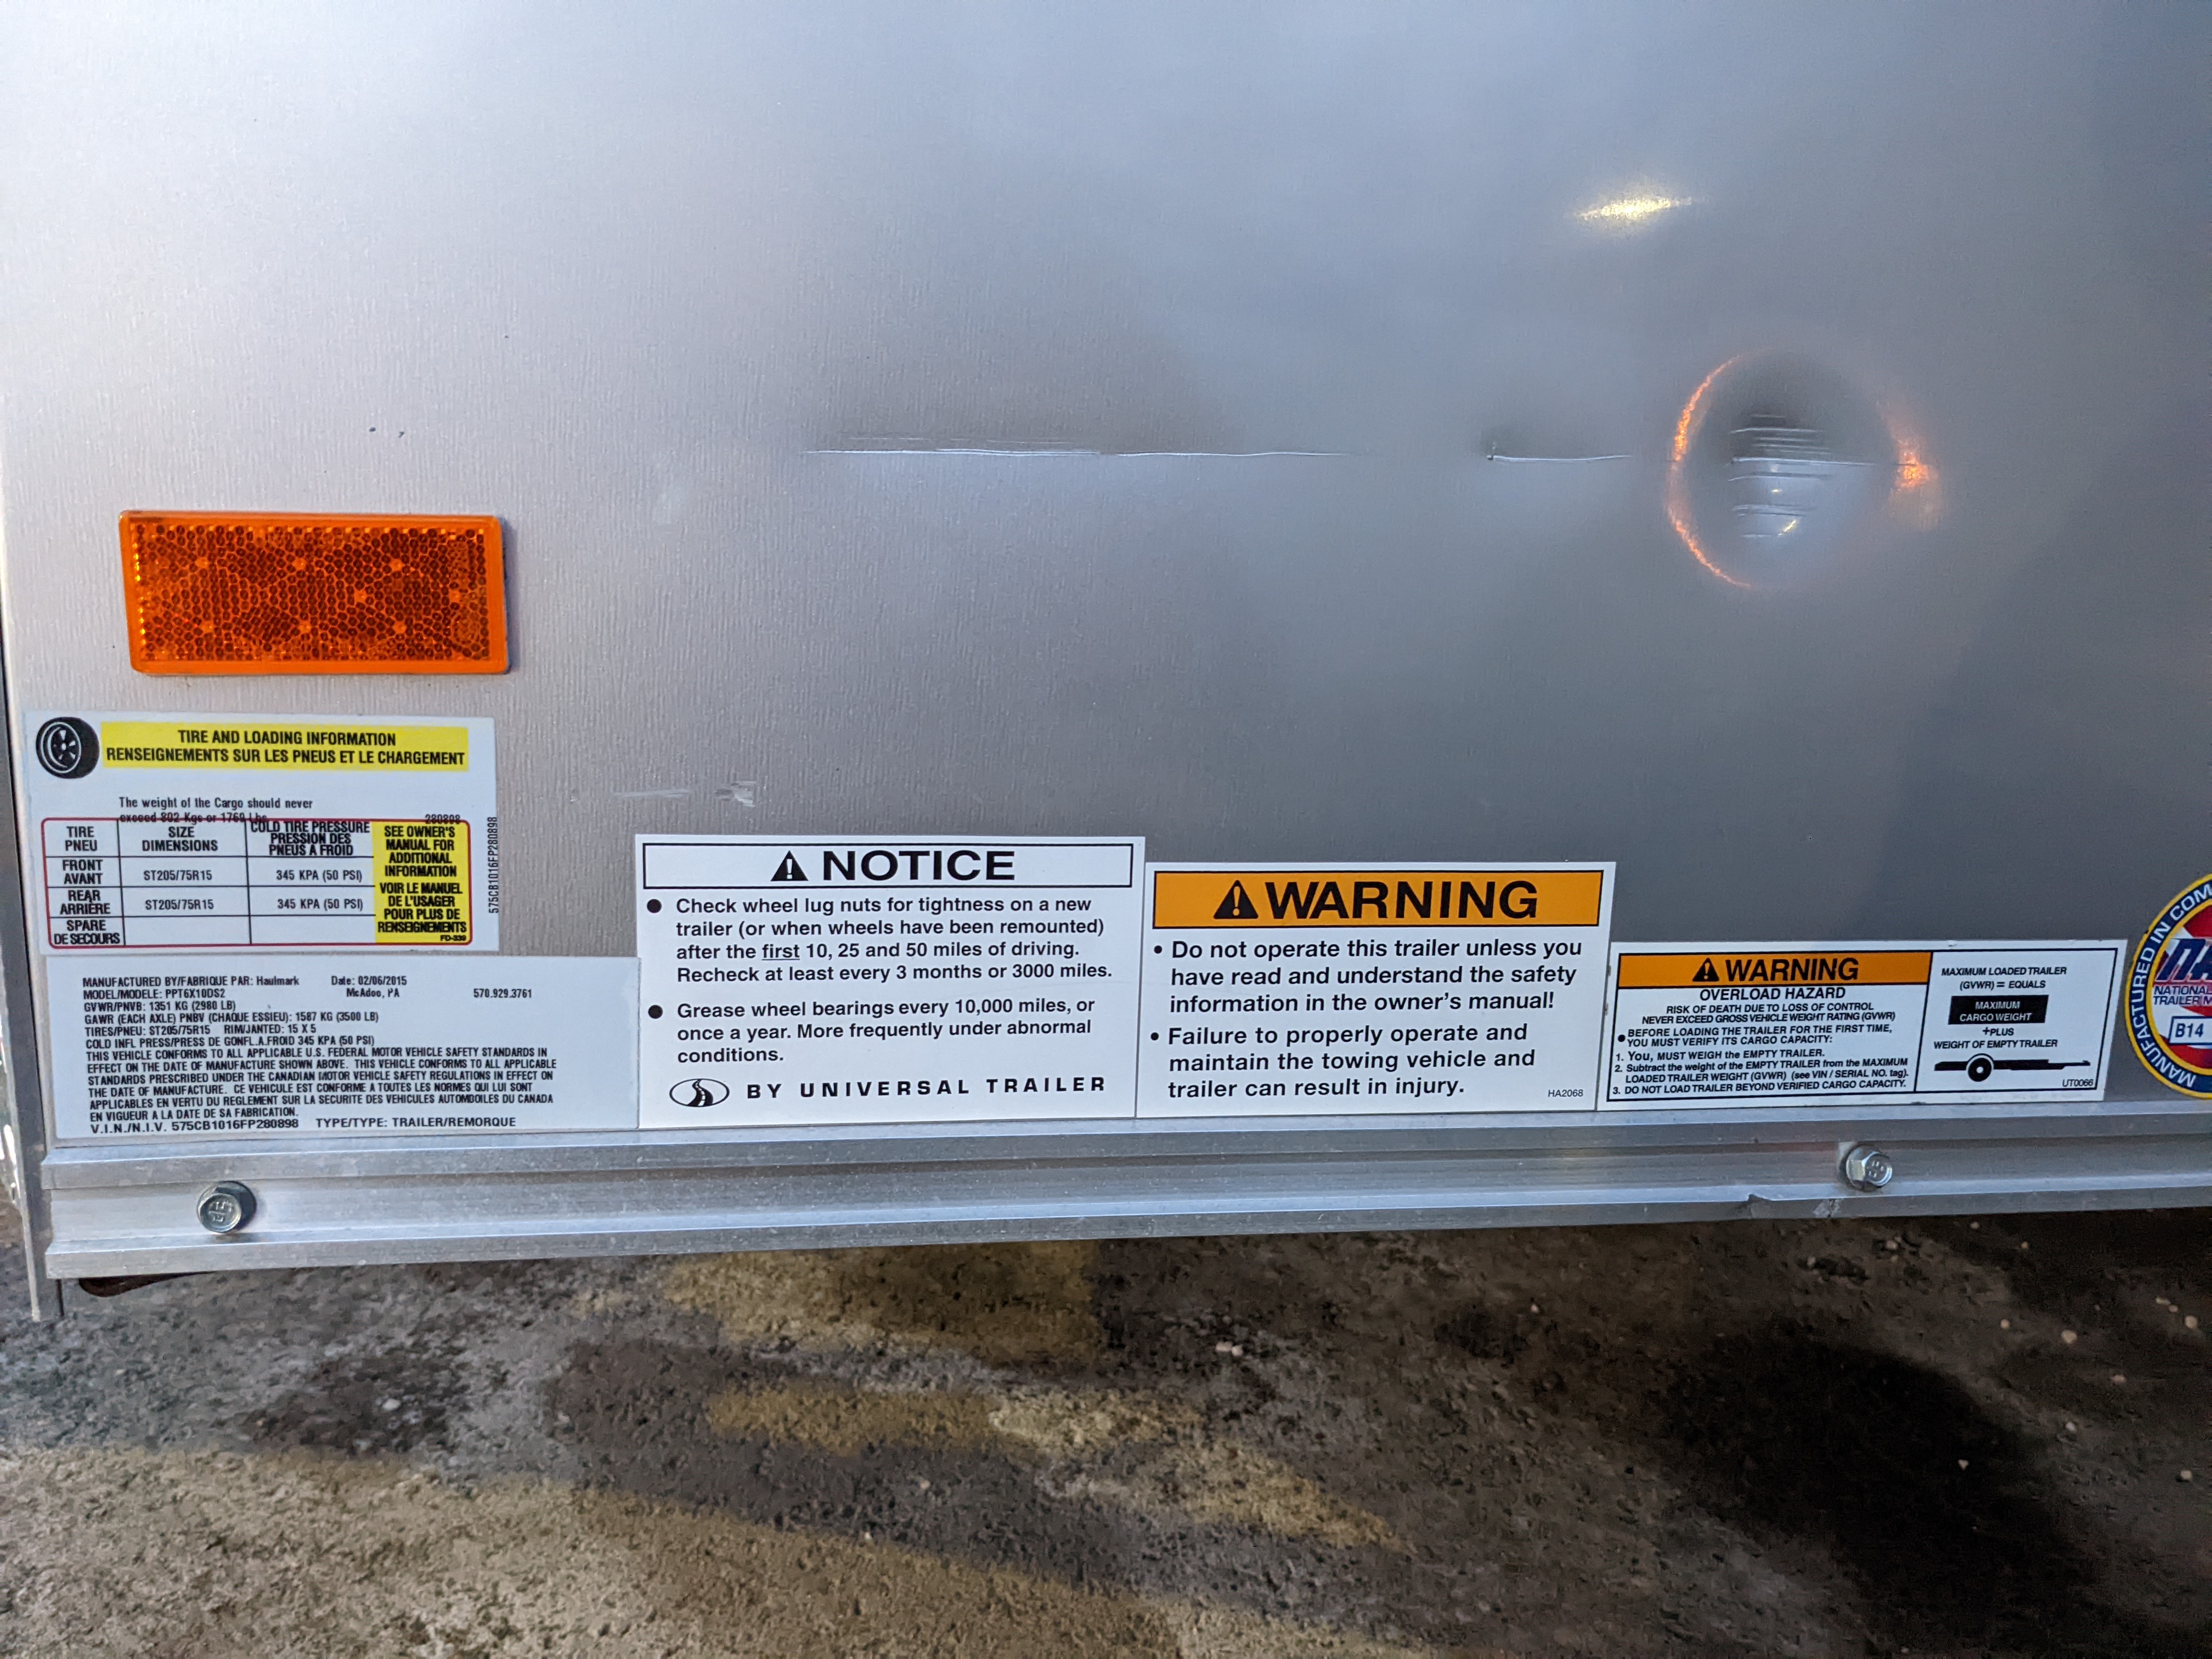 TIRE AND LOADING INFORMATION
RENSEIGNEMENTS SUR LES PNEUS ET LE CHARGEMENT
The weight of the Cargo should never
exceed 802 Kgs or 1769 Lbs
280898
TIRE
PNEU
SIZE
DIMENSIONS
COLD TIRE PRESSURE
PRESSION DES
PNEUS A FROID
FRONT
AVANT
ST205/75R15
345 KPA (50 PSI)
REAR
ARRIÈRE
ST205/75R15
345 KPA (50 PSI)
SPARE
DE SECOURS
SEE OWNER'S
MANUAL FOR
ADDITIONAL
INFORMATION
VOIR LE MANUEL
DE L'USAGER
POUR PLUS DE
RENSEIGNEMENTS
FD-339
575CB1016FP280898
MANUFACTURED BY/FABRIQUE PAR: Haulmark Date: 02/06/2015
MODEL/MODELE: PPT6X10DS2 McAdoo, PA 570.929.3761
GVWR/PNVB: 1351 KG (2980 LB)
GAWR (EACH AXLE) PNBV (CHAQUE ESSIEU): 1587 KG (3500 LB)
TIRES/PNEU: ST205/75R15 RIM/JANTED: 15 X 5
COLD INFL PRESS/PRESS DE GONFL.A.FROID 345 KPA (50 PSI)
THIS VEHICLE CONFORMS TO ALL APPLICABLE U.S. FEDERAL MOTOR VEHICLE SAFETY STANDARDS IN
EFFECT ON THE DATE OF MANUFACTURE SHOWN ABOVE. THIS VEHICLE CONFORMS TO ALL APPLICABLE
STANDARDS PRESCRIBED UNDER THE CANADIAN MOTOR VEHICLE SAFETY REGULATIONS IN EFFECT ON
THE DATE OF MANUFACTURE. CE VEHICULE EST CONFORME A TOUTES LES NORMES QUI LUI SONT
APPLICABLES EN VERTU DU REGLEMENT SUR LA SECURITE DES VEHICULES AUTOMDOILES DU CANADA
EN VIGUEUR A LA DATE DE SA FABRICATION.
V.I.N./N.I.V. 575CB1016FP280898 TYPE/TYPE: TRAILER/REMORQUE
NOTICE
● Check wheel lug nuts for tightness on a new
trailer (or when wheels have been remounted)
after the first 10, 25 and 50 miles of driving.
Recheck at least every 3 months or 3000 miles.
● Grease wheel bearings every 10,000 miles, or
once a year. More frequently under abnormal
conditions.
BY UNIVERSAL TRAILER
WARNING
• Do not operate this trailer unless you
have read and understand the safety
information in the owner's manual!
• Failure to properly operate and
maintain the towing vehicle and
trailer can result in injury.
HA2068
WARNING
OVERLOAD HAZARD
RISK OF DEATH DUE TO LOSS OF CONTROL
NEVER EXCEED GROSS VEHICLE WEIGHT RATING (GVWR)
● BEFORE LOADING THE TRAILER FOR THE FIRST TIME,
YOU MUST VERIFY ITS CARGO CAPACITY:
1. You, MUST WEIGH the EMPTY TRAILER.
2. Subtract the weight of the EMPTY TRAILER from the MAXIMUM
LOADED TRAILER WEIGHT (GVWR) (see VIN / SERIAL NO. tag).
3. DO NOT LOAD TRAILER BEYOND VERIFIED CARGO CAPACITY.
MAXIMUM LOADED TRAILER
(GVWR) = EQUALS
MAXIMUM
CARGO WEIGHT
+PLUS
WEIGHT OF EMPTY TRAILER
UT0066
MANUFACTURED IN
NATIONAL
TRAILER
B14